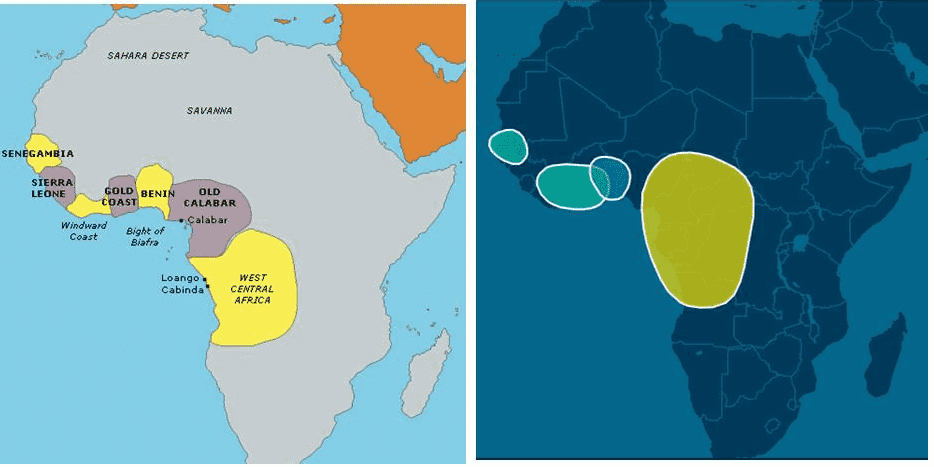 SAHARA DESERT
SAVANNA
SENEGAMBIA
SIERRA
LEONE
GOLD
COAST
BENIN
OLD
CALABAR
Calabar
Windward
Coast
Bight of
Biafra
Loango
Cabinda
WEST
CENTRAL
AFRICA